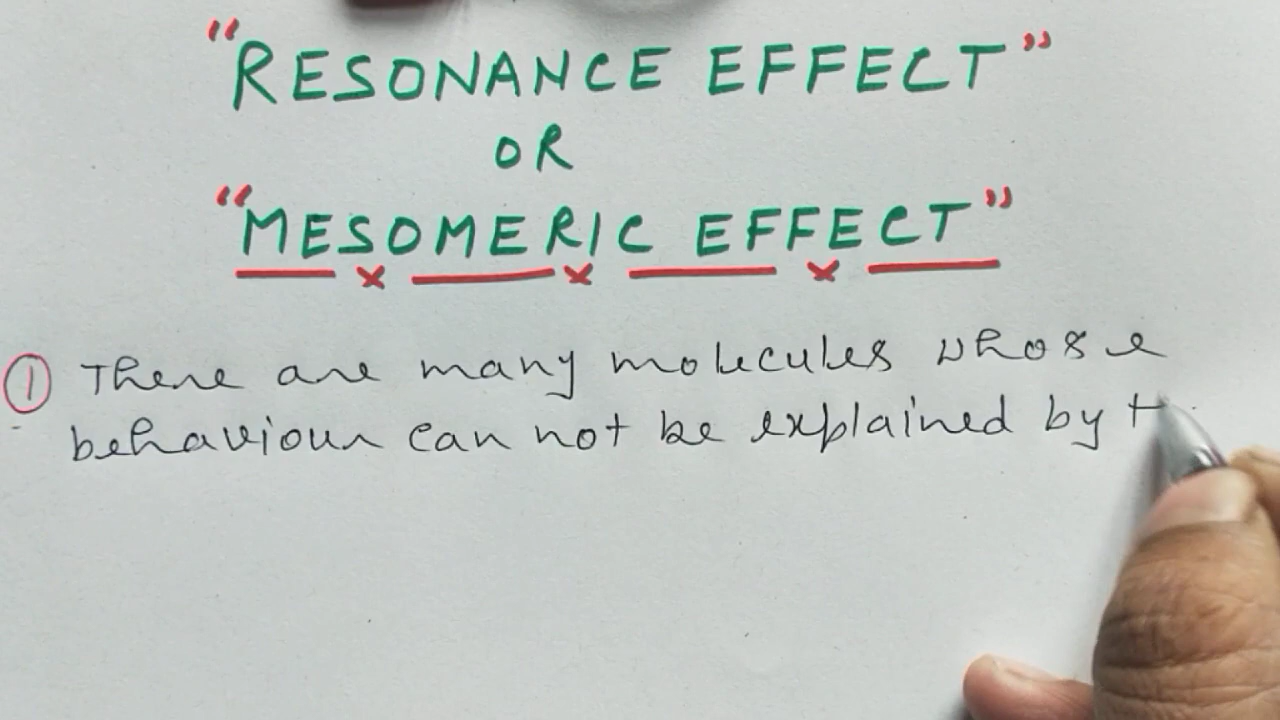 "RESONANCE EFFECT"
OR
"MESOMERIC EFFECT"
① There are many molecules whose
behaviour can not be explained by t